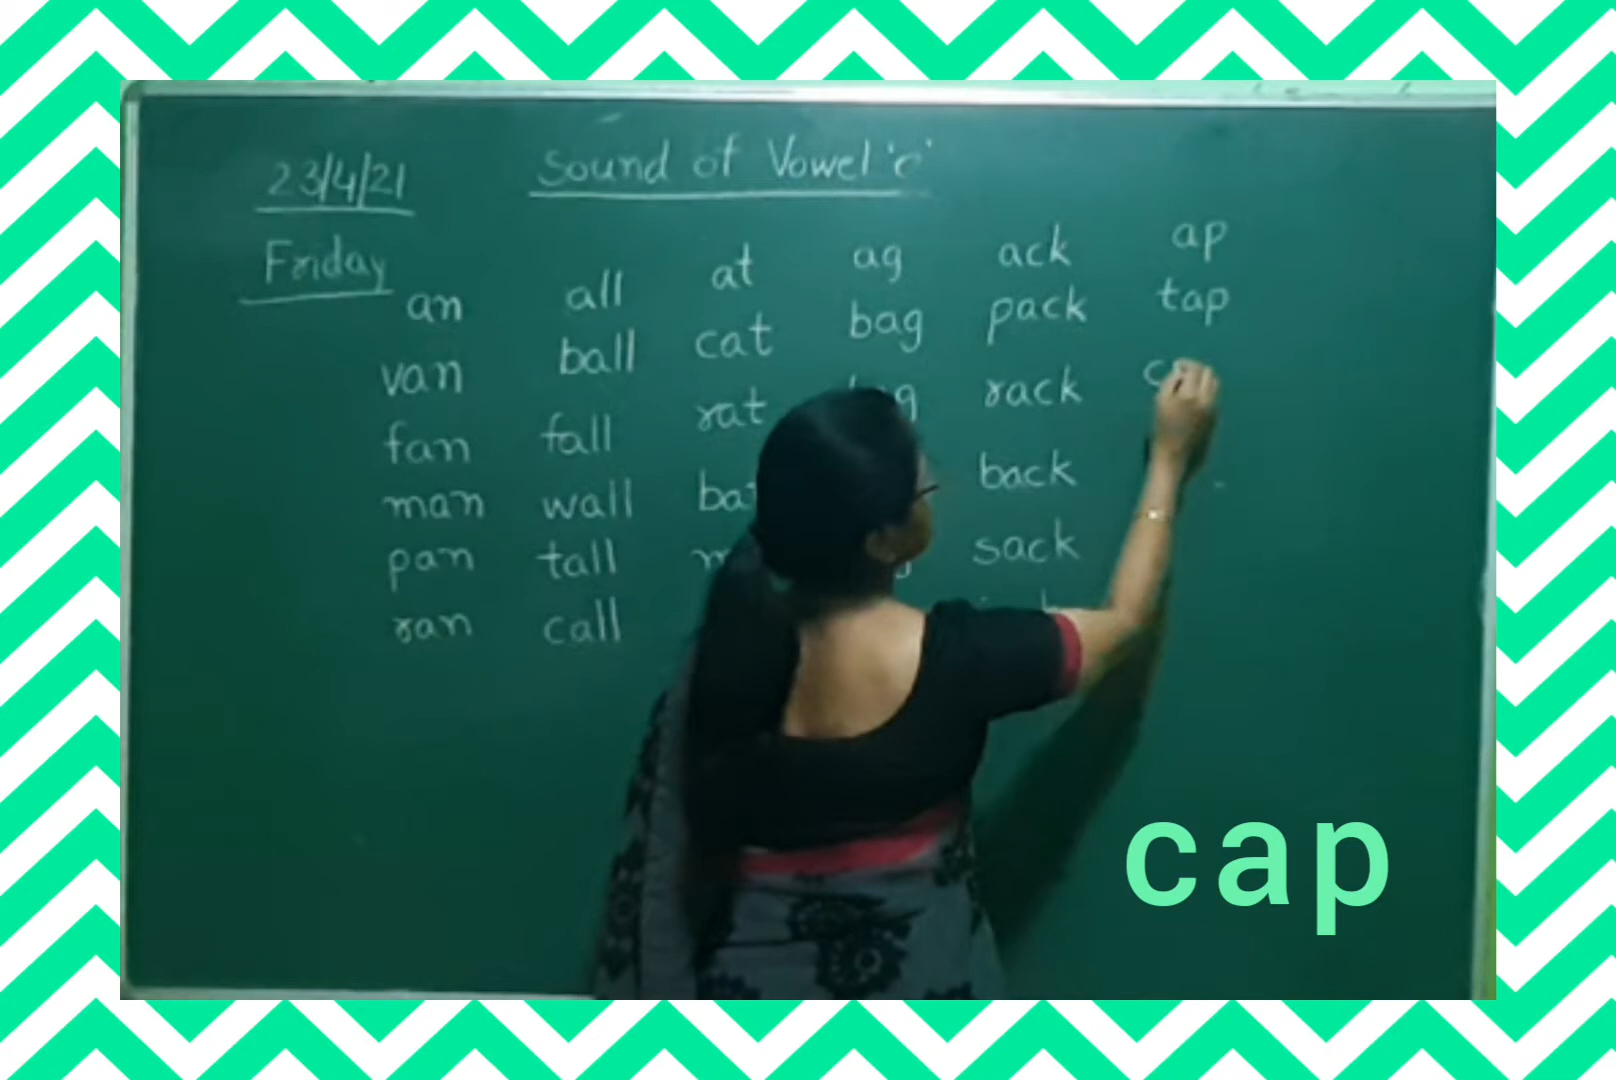 23/4/21
Sound of Vowel 'e'
Friday
an all at ag ack ap
van ball cat bag pack tap
fan fall rat rack
man wall back
pan tall sack
ran call
cap